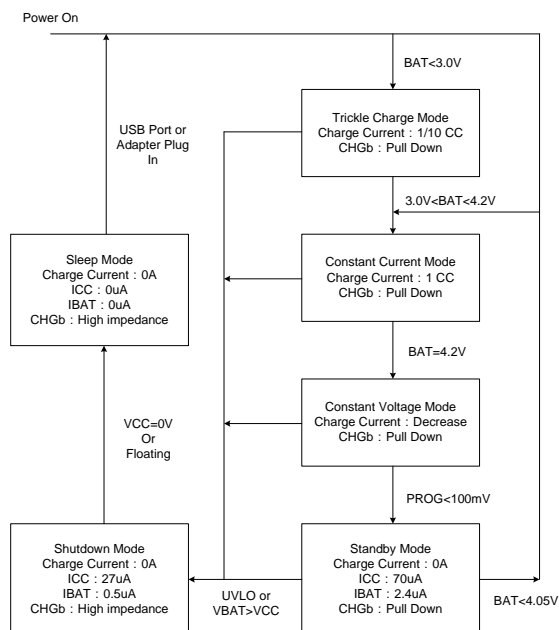 Power On
BAT<3.0V
Trickle Charge Mode
Charge Current : 1/10 CC
CHGb : Pull Down
USB Port or
Adapter Plug
In
3.0V<BAT<4.2V
Sleep Mode
Charge Current : 0A
ICC : 0uA
IBAT : 0uA
CHGb : High impedance
Constant Current Mode
Charge Current : 1 CC
CHGb : Pull Down
BAT=4.2V
Constant Voltage Mode
Charge Current : Decrease
CHGb : Pull Down
VCC=0V
Or
Floating
PROG<100mV
Shutdown Mode
Charge Current : 0A
ICC : 27uA
IBAT : 0.5uA
CHGb : High impedance
UVLO or
VBAT>VCC
Standby Mode
Charge Current : 0A
ICC : 70uA
IBAT : 2.4uA
CHGb : Pull Down
BAT<4.05V